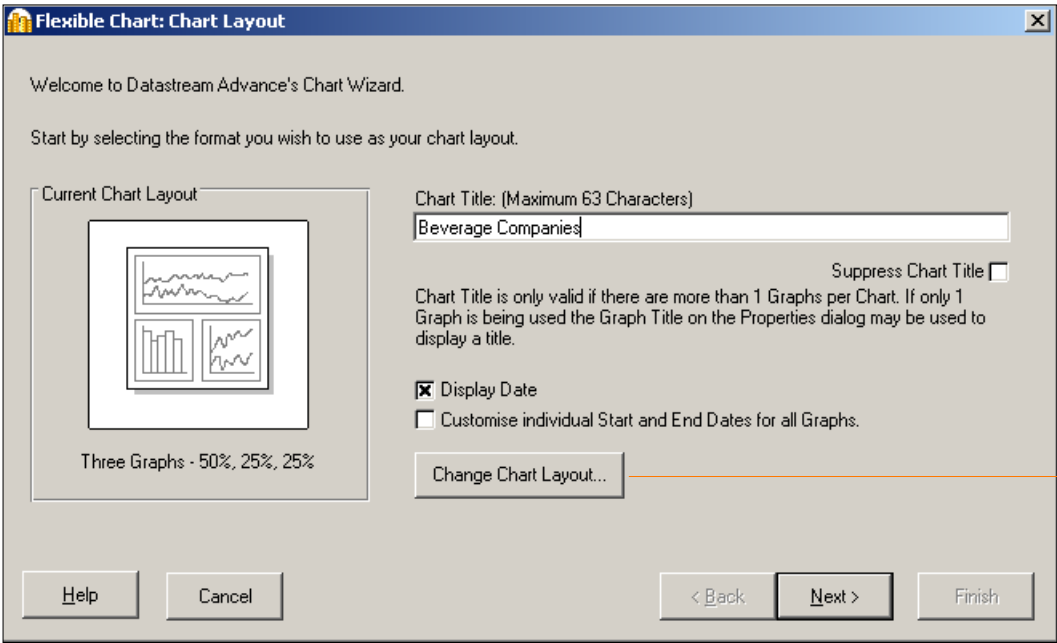 Flexible Chart: Chart Layout
Welcome to Datastream Advance's Chart Wizard.
Start by selecting the format you wish to use as your chart layout.
Current Chart Layout
Three Graphs - 50%, 25%, 25%
Chart Title: (Maximum 63 Characters)
Beverage Companies
Suppress Chart Title
Chart Title is only valid if there are more than 1 Graphs per Chart. If only 1
Graph is being used the Graph Title on the Properties dialog may be used to
display a title.
Display Date
Customise individual Start and End Dates for all Graphs.
Change Chart Layout...
Help
Cancel
< Back
Next >
Finish